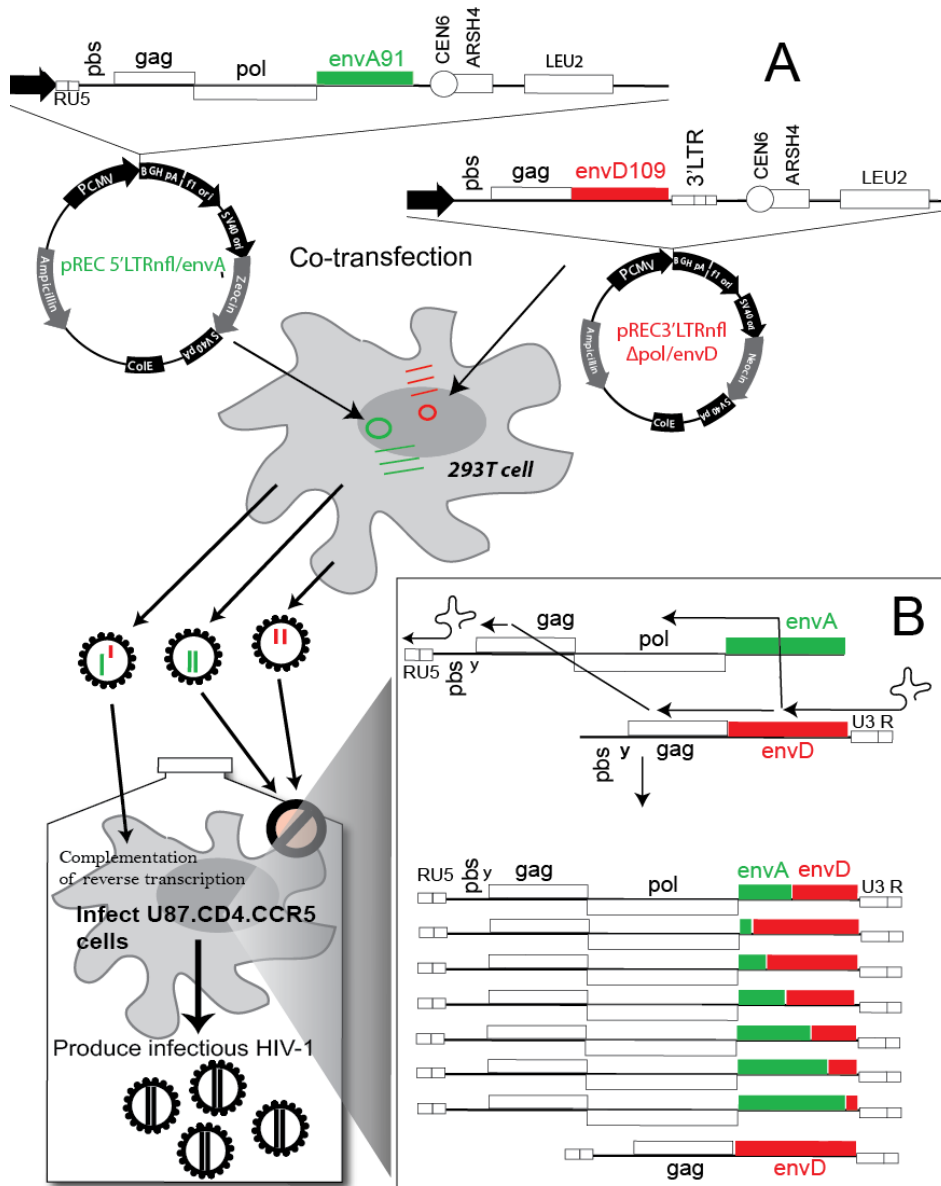 A
pbs
gag
pol
envA91
CEN6
ARSH4
LEU2
RU5
pbs
gag
envD109
3'LTR
CEN6
ARSH4
LEU2
PCMV
BGH pA
f1 ori
SV40 ori
Zeocin
SV40 pA
ColE
Ampicillin
pREC 5'LTRnfl/envA
Co-transfection
PCMV
BGH pA
f1 ori
SV40 ori
Neocin
SV40 pA
ColE
Ampicillin
pREC3'LTRnfl
Δpol/envD
293T cell
Complementation
of reverse transcription
Infect U87.CD4.CCR5
cells
Produce infectious HIV-1
B
gag
pol
envA
RU5
pbs
y
U3 R
pbs
y
gag
envD
RU5
pbs
y
gag
pol
envA
envD
U3 R
gag
envD